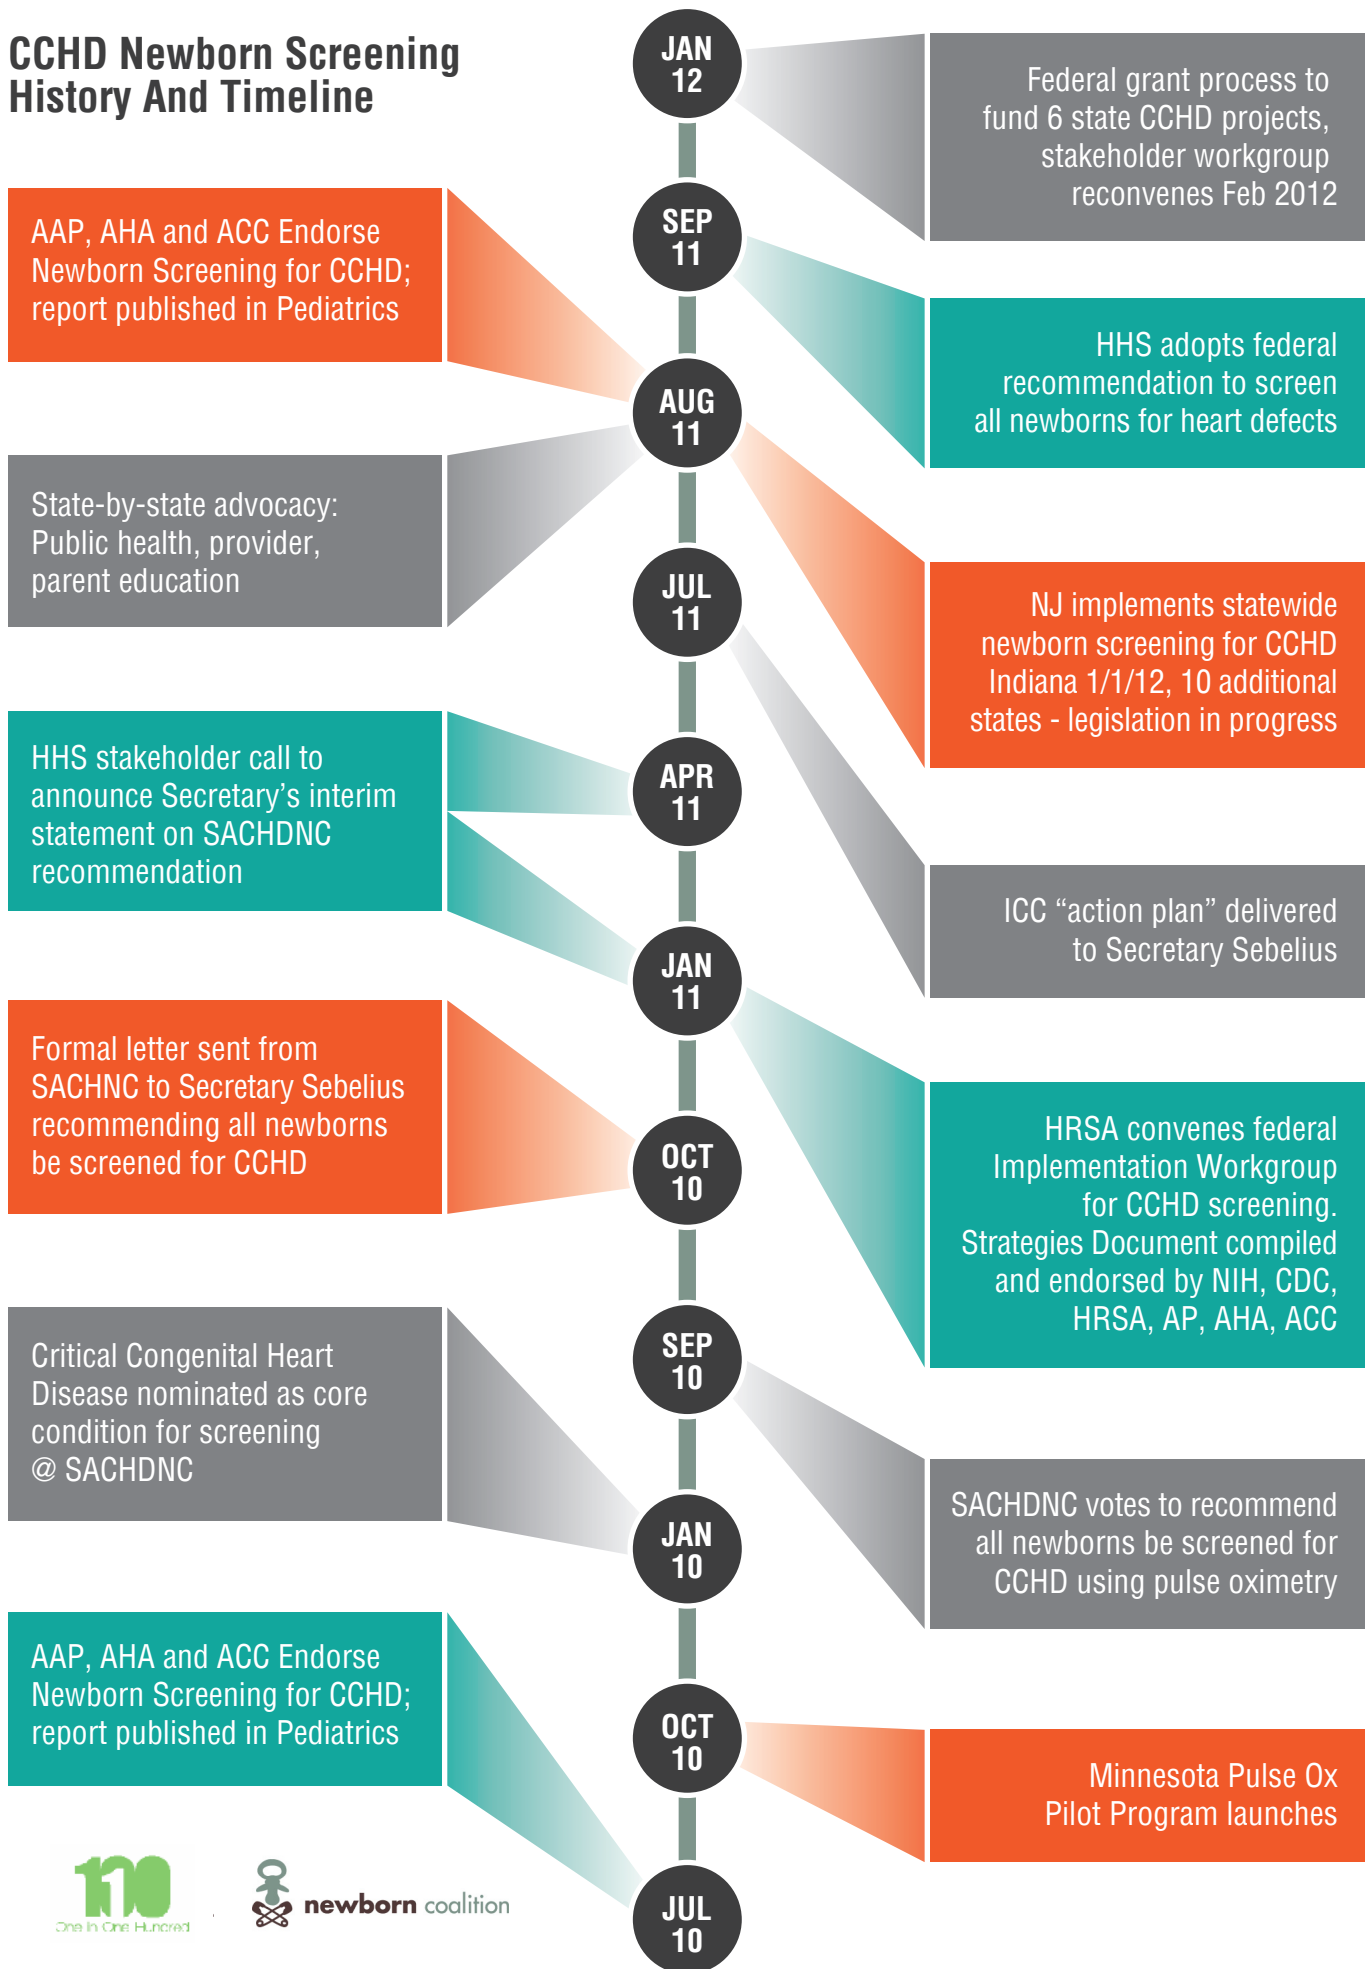 CCHD Newborn Screening
History And Timeline
JAN
12
Federal grant process to
fund 6 state CCHD projects,
stakeholder workgroup
reconvenes Feb 2012
SEP
11
HHS adopts federal
recommendation to screen
all newborns for heart defects
AAP, AHA and ACC Endorse
Newborn Screening for CCHD;
report published in Pediatrics
AUG
11
State-by-state advocacy:
Public health, provider,
parent education
NJ implements statewide
newborn screening for CCHD
Indiana 1/1/12, 10 additional
states - legislation in progress
JUL
11
ICC “action plan” delivered
to Secretary Sebelius
HHS stakeholder call to
announce Secretary’s interim
statement on SACHDNC
recommendation
APR
11
JAN
11
HRSA convenes federal
Implementation Workgroup
for CCHD screening.
Strategies Document compiled
and endorsed by NIH, CDC,
HRSA, AP, AHA, ACC
Formal letter sent from
SACHNC to Secretary Sebelius
recommending all newborns
be screened for CCHD
OCT
10
SEP
10
SACHDNC votes to recommend
all newborns be screened for
CCHD using pulse oximetry
Critical Congenital Heart
Disease nominated as core
condition for screening
@ SACHDNC
JAN
10
OCT
10
Minnesota Pulse Ox
Pilot Program launches
AAP, AHA and ACC Endorse
Newborn Screening for CCHD;
report published in Pediatrics
JUL
10
One In One Hundred
newborn coalition